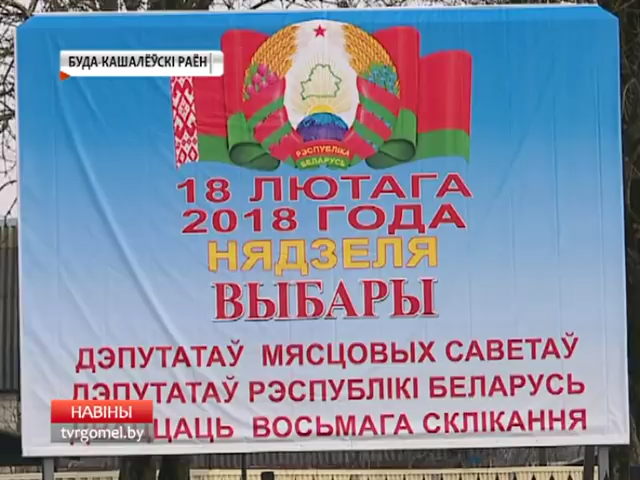 БУДА-КАШАЛЁЎСКІ РАЁН
РЭСПУБЛІКА
БЕЛАРУСЬ
18 ЛЮТАГА
2018 ГОДА
НЯДЗЕЛЯ
ВЫБАРЫ
ДЭПУТАТАЎ МЯСЦОВЫХ САВЕТАЎ
ДЭПУТАТАЎ РЭСПУБЛІКІ БЕЛАРУСЬ
ВОСЬМАГА СКЛІКАННЯ
НАВІНЫ
tvrgomel.by